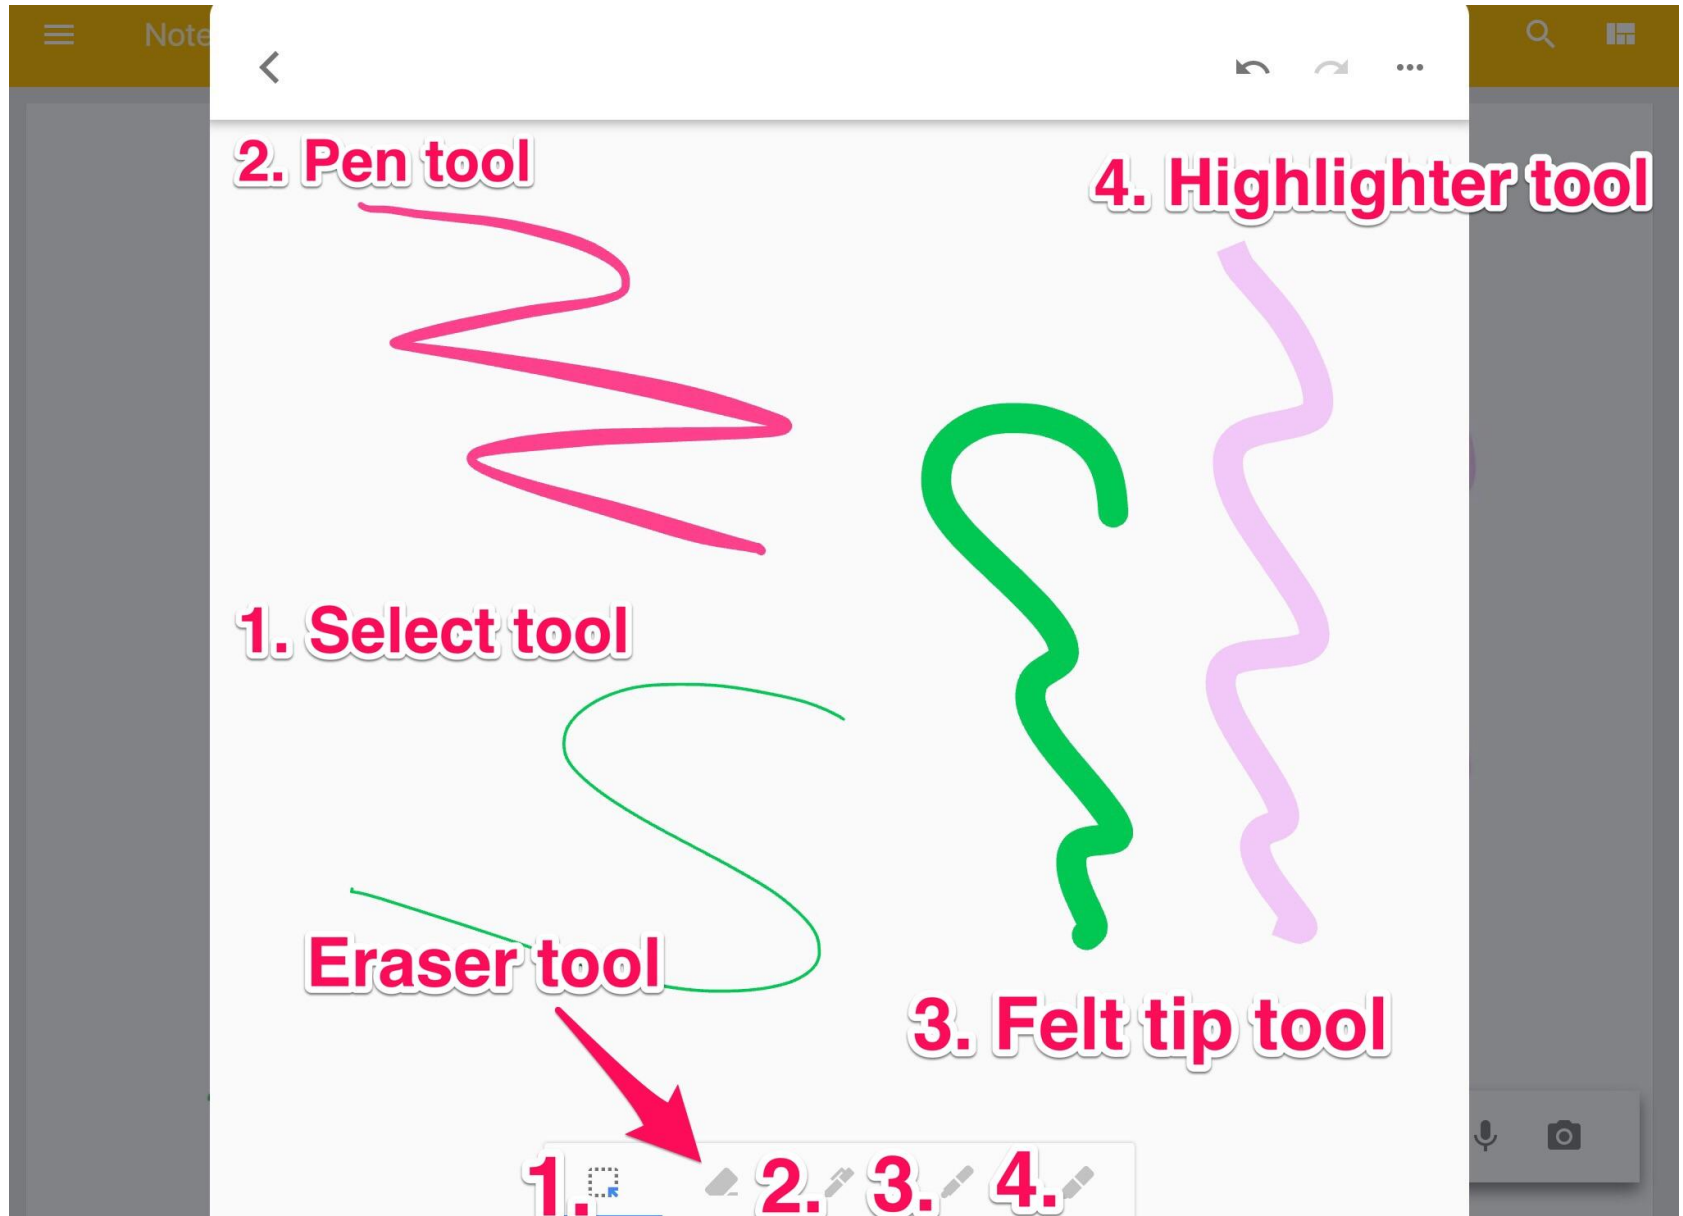 Note
2. Pen tool
4. Highlighter tool
1. Select tool
Eraser tool
3. Felt tip tool
1.
2.
3.
4.